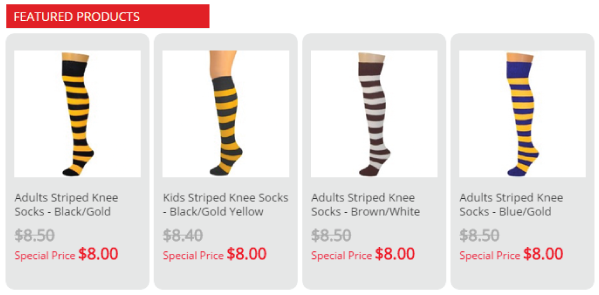 FEATURED PRODUCTS
Adults Striped Knee
Socks - Black/Gold
$8.50
Special Price $8.00
Kids Striped Knee Socks
- Black/Gold Yellow
$8.40
Special Price $8.00
Adults Striped Knee
Socks - Brown/White
$8.50
Special Price $8.00
Adults Striped Knee
Socks - Blue/Gold
$8.50
Special Price $8.00